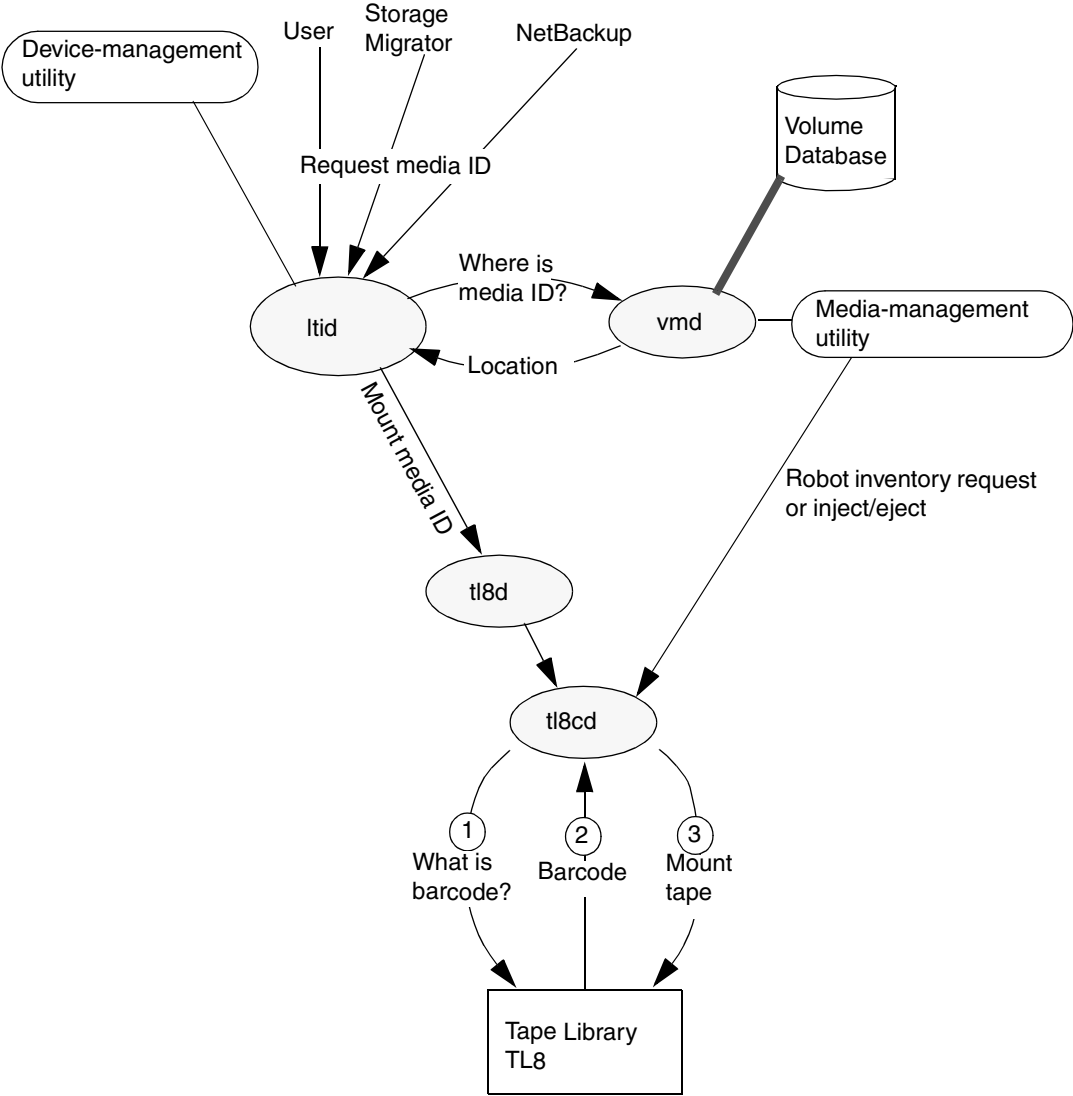 User
Storage
Migrator
NetBackup
Device-management
utility
Volume
Database
Request media ID
Where is
media ID?
ltid
vmd
Media-management
utility
Location
Mount media ID
Robot inventory request
or inject/eject
tl8d
tl8cd
1
2
3
What is
barcode?
Barcode
Mount
tape
Tape Library
TL8